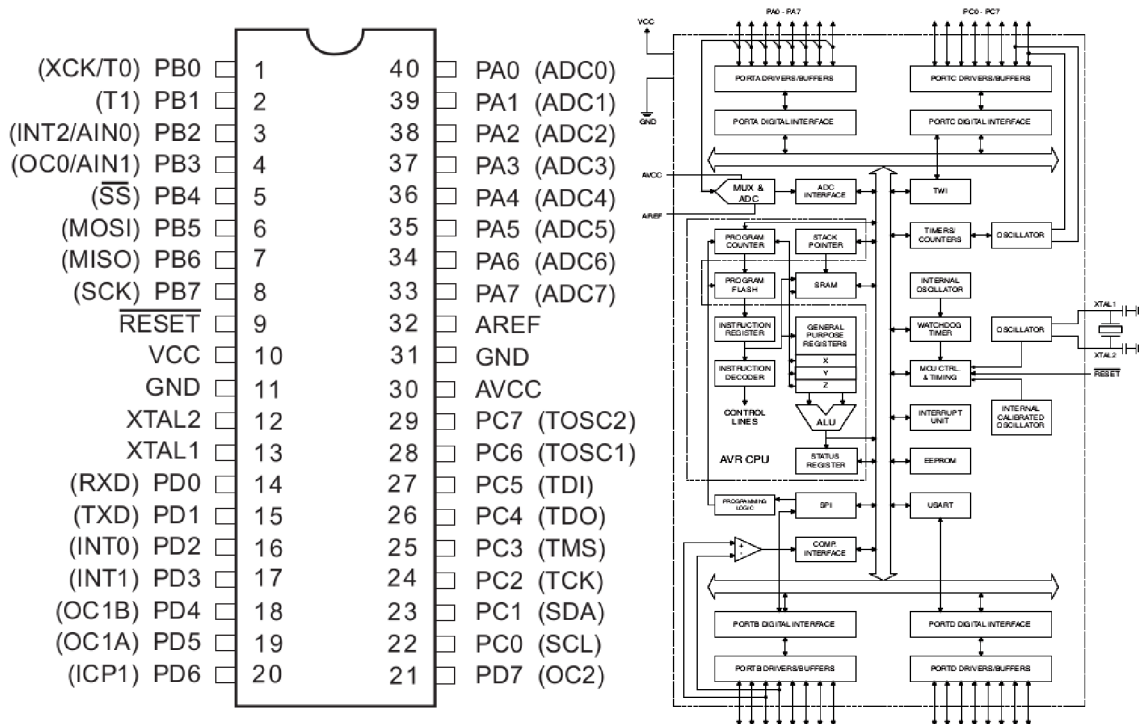 (XCK/T0) PB0 1 40 PA0 (ADC0)
(T1) PB1 2 39 PA1 (ADC1)
(INT2/AIN0) PB2 3 38 PA2 (ADC2)
(OC0/AIN1) PB3 4 37 PA3 (ADC3)
(SS) PB4 5 36 PA4 (ADC4)
(MOSI) PB5 6 35 PA5 (ADC5)
(MISO) PB6 7 34 PA6 (ADC6)
(SCK) PB7 8 33 PA7 (ADC7)
RESET 9 32 AREF
VCC 10 31 GND
GND 11 30 AVCC
XTAL2 12 29 PC7 (TOSC2)
XTAL1 13 28 PC6 (TOSC1)
(RXD) PD0 14 27 PC5 (TDI)
(TXD) PD1 15 26 PC4 (TDO)
(INT0) PD2 16 25 PC3 (TMS)
(INT1) PD3 17 24 PC2 (TCK)
(OC1B) PD4 18 23 PC1 (SDA)
(OC1A) PD5 19 22 PC0 (SCL)
(ICP1) PD6 20 21 PD7 (OC2)
PA0 - PA7
PC0 - PC7
VCC
GND
PORTA DRIVERS/BUFFERS
PORTC DRIVERS/BUFFERS
PORTA DIGITAL INTERFACE
PORTC DIGITAL INTERFACE
AVCC
AREF
MUX &
ADC
ADC
INTERFACE
TWI
PROGRAM
COUNTER
STACK
POINTER
TIMERS/
COUNTERS
OSCILLATOR
PROGRAM
FLASH
SRAM
INTERNAL
OSCILLATOR
XTAL1
INSTRUCTION
REGISTER
GENERAL
PURPOSE
REGISTERS
WATCHDOG
TIMER
OSCILLATOR
XTAL2
X
Y
Z
INSTRUCTION
DECODER
MCU CTRL.
& TIMING
RESET
CONTROL
LINES
ALU
INTERRUPT
UNIT
INTERNAL
CALIBRATED
OSCILLATOR
AVR CPU
STATUS
REGISTER
EEPROM
PROGRAMMING
LOGIC
SPI
USART
+
-
COMP.
INTERFACE
PORTB DIGITAL INTERFACE
PORTD DIGITAL INTERFACE
PORTB DRIVERS/BUFFERS
PORTD DRIVERS/BUFFERS